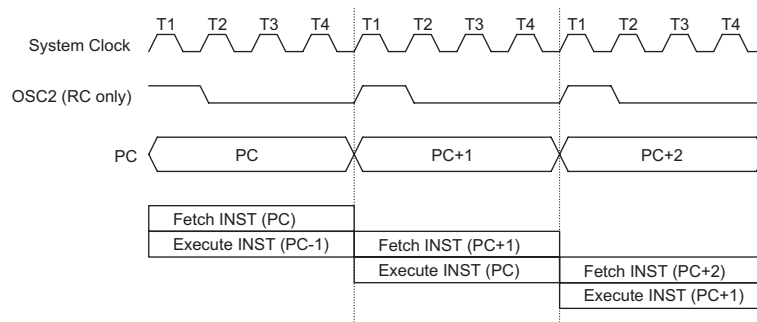 T1 T2 T3 T4 T1 T2 T3 T4 T1 T2 T3 T4
System Clock
OSC2 (RC only)
PC PC PC+1 PC+2
Fetch INST (PC)
Execute INST (PC-1) Fetch INST (PC+1)
Execute INST (PC) Fetch INST (PC+2)
Execute INST (PC+1)